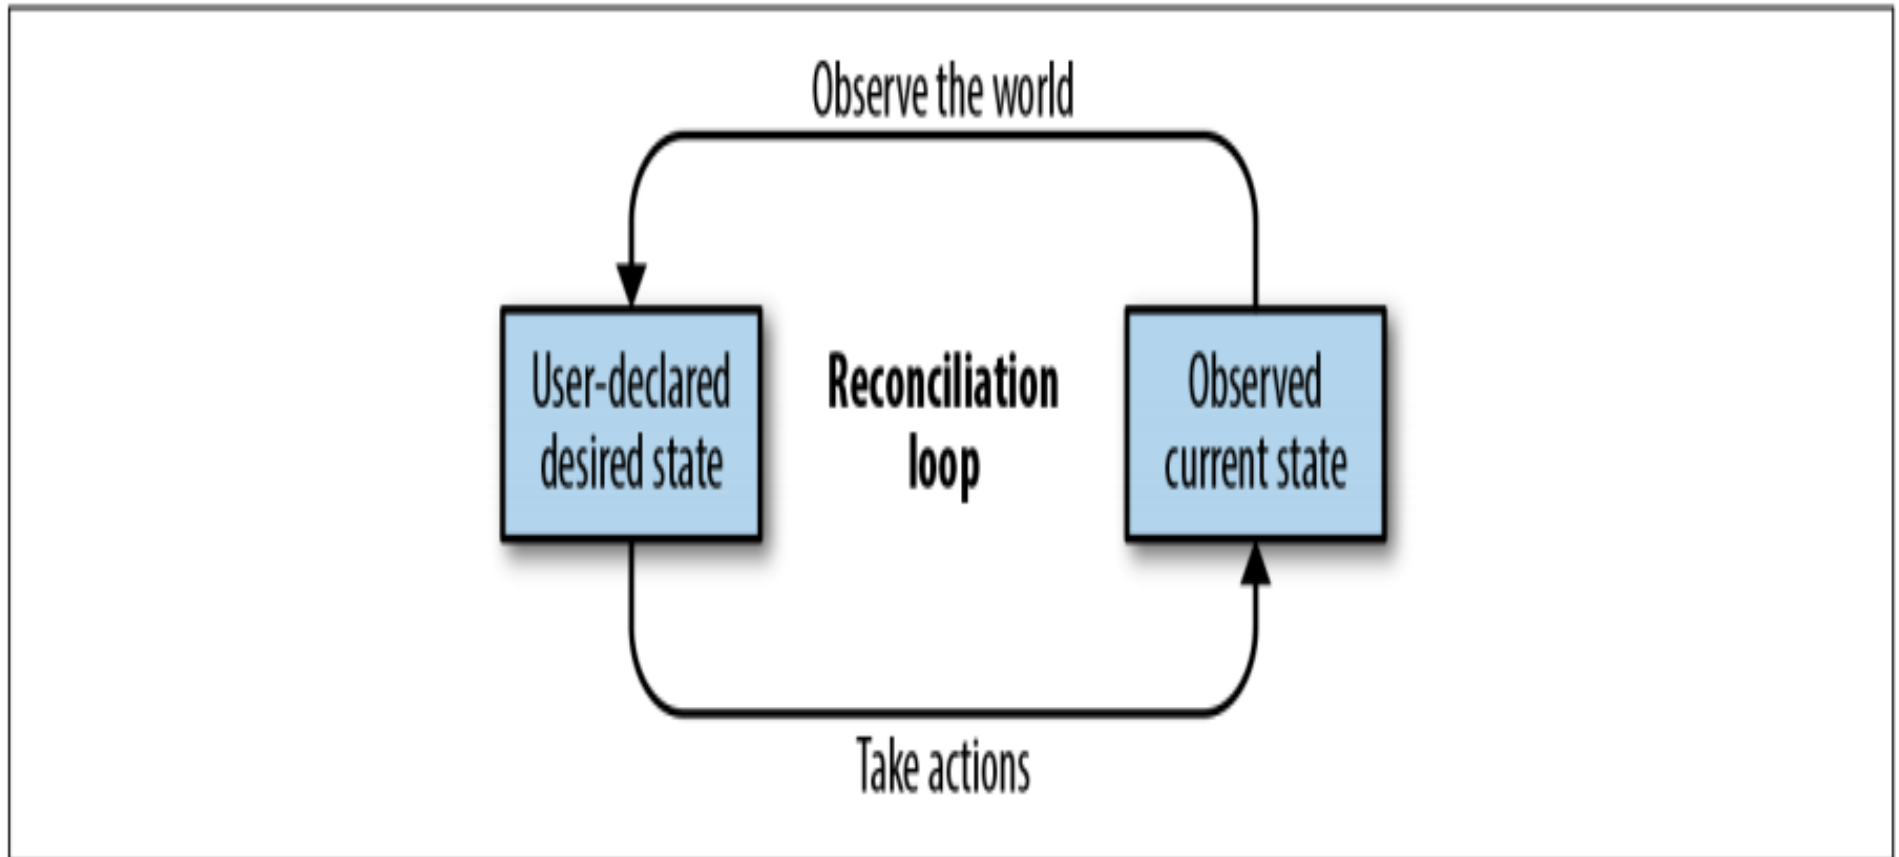 Observe the world
User-declared
desired state
Reconciliation
loop
Observed
current state
Take actions